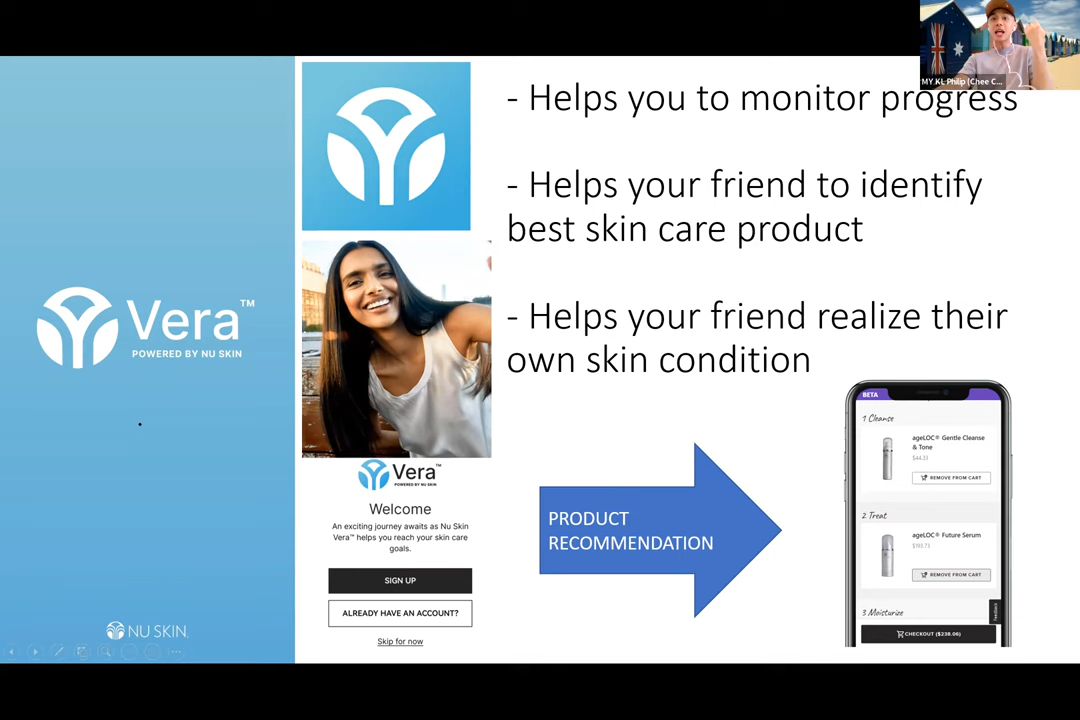 MY KL Philip (Chee C...
- Helps you to monitor progress
- Helps your friend to identify
best skin care product
- Helps your friend realize their
own skin condition
Vera™
POWERED BY NU SKIN
NU SKIN
Vera™
POWERED BY NU SKIN
Welcome
An exciting journey awaits as Nu Skin
Vera™ helps you reach your skin care
goals.
SIGN UP
ALREADY HAVE AN ACCOUNT?
Skip for now
PRODUCT
RECOMMENDATION
BETA
1 Cleanse
ageLOC® Gentle Cleanse
& Tone
$44.33
REMOVE FROM CART
2 Treat
ageLOC® Future Serum
$193.73
REMOVE FROM CART
3 Moisturize
Feedback
CHECKOUT ($238.06)